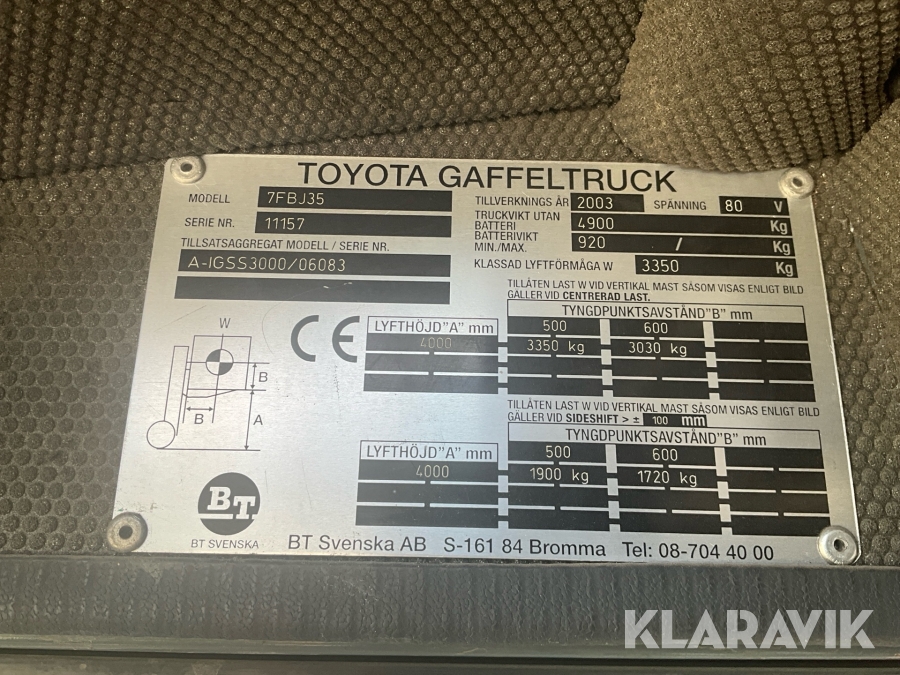 TOYOTA GAFFELTRUCK
MODELL 7FBJ35
SERIE NR. 11157
TILLSATSAGGREGAT MODELL / SERIE NR.
A-IGSS3000/06083
TILLVERKNINGS ÅR 2003 SPÄNNING 80 V
TRUCKVIKT UTAN
BATTERI 4900 Kg
BATTERIVIKT
MIN./MAX. 920 / Kg
KLASSAD LYFTFÖRMÅGA W 3350 Kg
TILLÅTEN LAST W VID VERTIKAL MAST SÅSOM VISAS ENLIGT BILD
GÄLLER VID CENTRERAD LAST.
TYNGDPUNKTSAVSTÅND"B" mm
LYFTHÖJD"A" mm 500 600
4000 3350 kg 3030 kg
W
B
B
A
CE
TILLÅTEN LAST W VID VERTIKAL MAST SÅSOM VISAS ENLIGT BILD
GÄLLER VID SIDESHIFT > ± 100 mm
TYNGDPUNKTSAVSTÅND"B" mm
LYFTHÖJD"A" mm 500 600
4000 1900 kg 1720 kg
BT
BT SVENSKA
BT Svenska AB S-161 84 Bromma Tel: 08-704 40 00
KLARAVIK